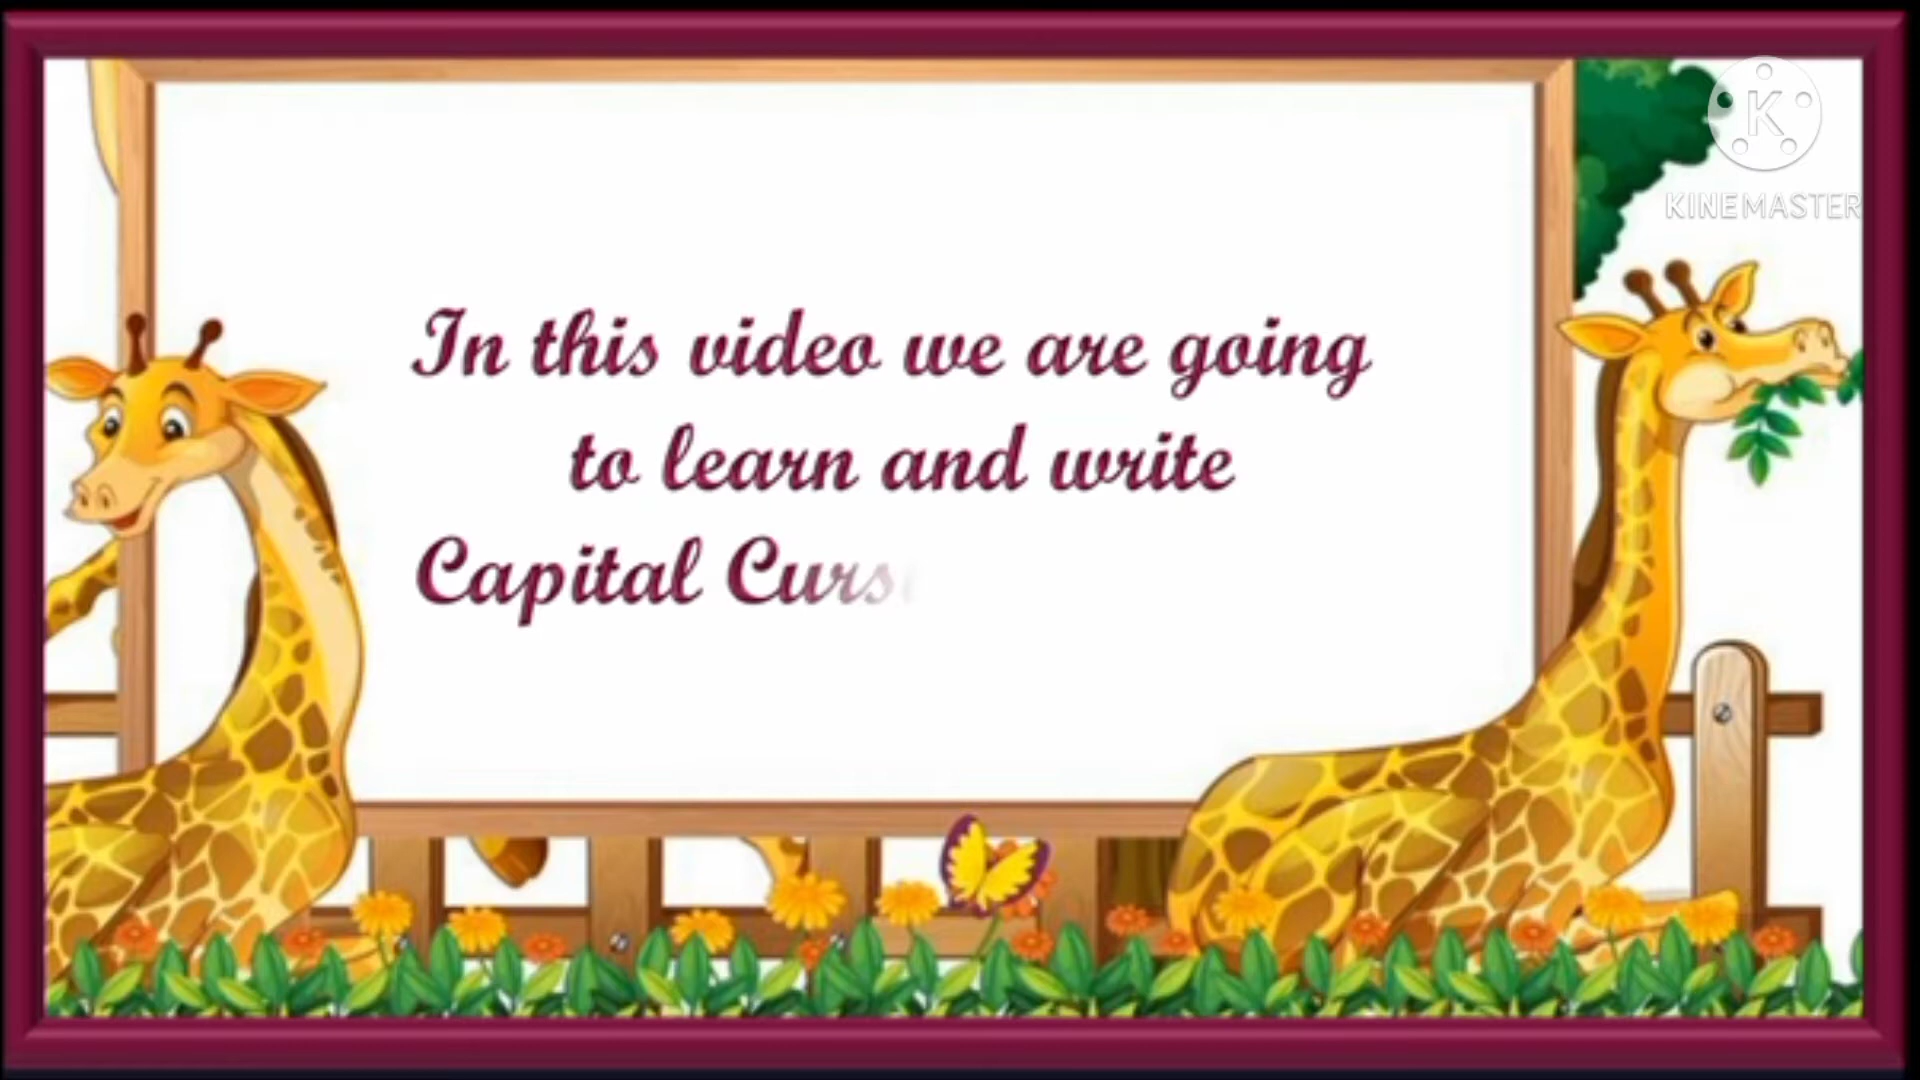 In this video we are going
to learn and write
Capital
K
KINEMASTER